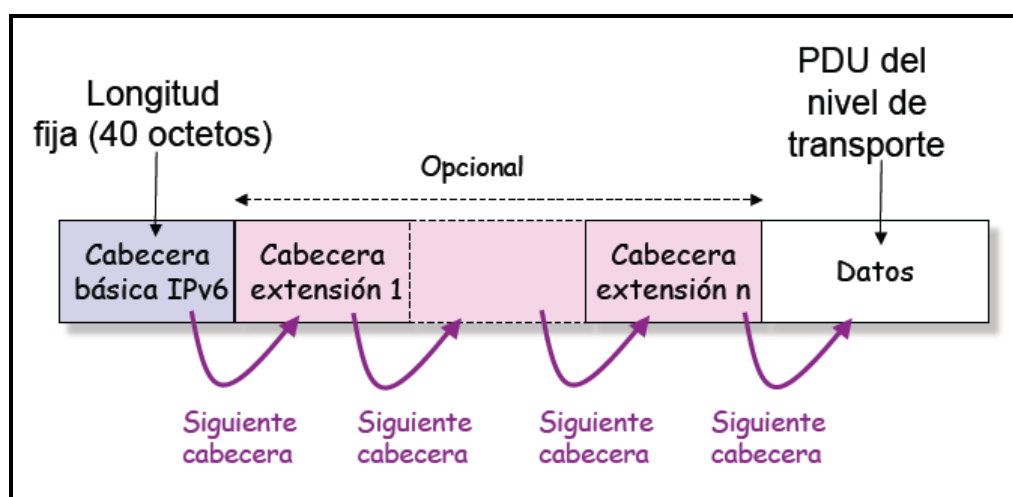 Longitud
fija (40 octetos)
PDU del
nivel de
transporte
Opcional
Cabecera
básica IPv6
Cabecera
extensión 1
Cabecera
extensión n
Datos
Siguiente
cabecera
Siguiente
cabecera
Siguiente
cabecera
Siguiente
cabecera